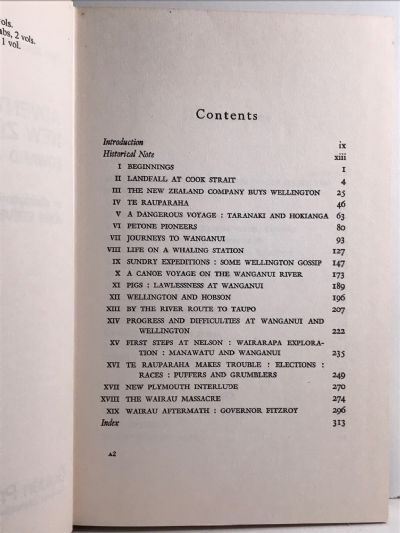 vols.
abs, 2 vols.
1 vol.
Contents
Introduction ix
Historical Note xiii
I BEGINNINGS 1
II LANDFALL AT COOK STRAIT 4
III THE NEW ZEALAND COMPANY BUYS WELLINGTON 25
IV TE RAUPARAHA 46
V A DANGEROUS VOYAGE : TARANAKI AND HOKIANGA 63
VI PETONE PIONEERS 80
VII JOURNEYS TO WANGANUI 93
VIII LIFE ON A WHALING STATION 127
IX SUNDRY EXPEDITIONS : SOME WELLINGTON GOSSIP 147
X A CANOE VOYAGE ON THE WANGANUI RIVER 173
XI PIGS : LAWLESSNESS AT WANGANUI 189
XII WELLINGTON AND HOBSON 196
XIII BY THE RIVER ROUTE TO TAUPO 207
XIV PROGRESS AND DIFFICULTIES AT WANGANUI AND
WELLINGTON 222
XV FIRST STEPS AT NELSON : WAIRARAPA EXPLORA-
TION : MANAWATU AND WANGANUI 235
XVI TE RAUPARAHA MAKES TROUBLE : ELECTIONS :
RACES : PUFFERS AND GRUMBLERS 249
XVII NEW PLYMOUTH INTERLUDE 270
XVIII THE WAIRAU MASSACRE 274
XIX WAIRAU AFTERMATH : GOVERNOR FITZROY 296
Index 313
A2